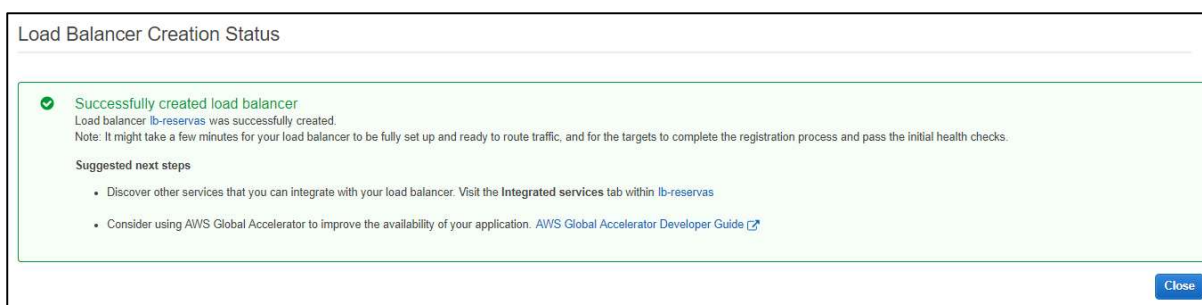 Load Balancer Creation Status
Successfully created load balancer
Load balancer lb-reservas was successfully created.
Note: It might take a few minutes for your load balancer to be fully set up and ready to route traffic, and for the targets to complete the registration process and pass the initial health checks.
Suggested next steps
• Discover other services that you can integrate with your load balancer. Visit the Integrated services tab within lb-reservas
• Consider using AWS Global Accelerator to improve the availability of your application. AWS Global Accelerator Developer Guide
Close